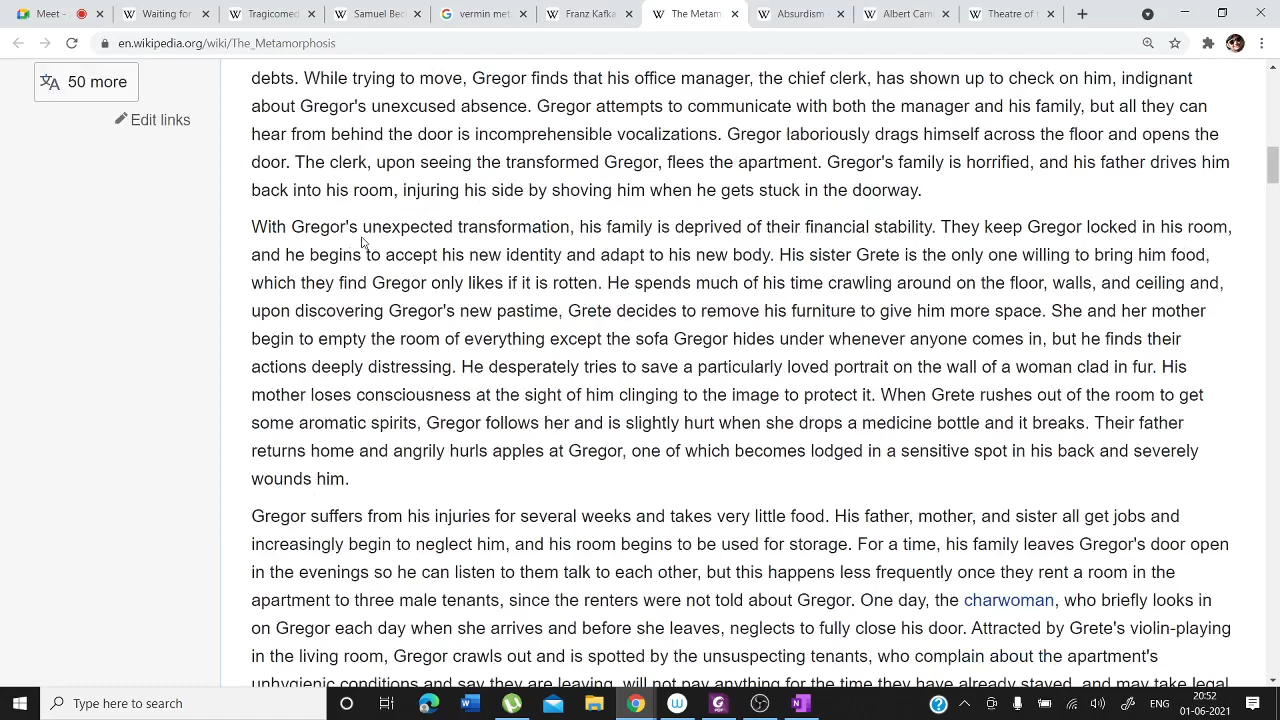 Meet -
Waiting for
Tragicomed
Samuel Bec
vermin met
Franz Kafka
The Metam
Absurdism
Albert Cam
Theatre of t
en.wikipedia.org/wiki/The_Metamorphosis
50 more
Edit links
debts. While trying to move, Gregor finds that his office manager, the chief clerk, has shown up to check on him, indignant
about Gregor's unexcused absence. Gregor attempts to communicate with both the manager and his family, but all they can
hear from behind the door is incomprehensible vocalizations. Gregor laboriously drags himself across the floor and opens the
door. The clerk, upon seeing the transformed Gregor, flees the apartment. Gregor's family is horrified, and his father drives him
back into his room, injuring his side by shoving him when he gets stuck in the doorway.
With Gregor's unexpected transformation, his family is deprived of their financial stability. They keep Gregor locked in his room,
and he begins to accept his new identity and adapt to his new body. His sister Grete is the only one willing to bring him food,
which they find Gregor only likes if it is rotten. He spends much of his time crawling around on the floor, walls, and ceiling and,
upon discovering Gregor's new pastime, Grete decides to remove his furniture to give him more space. She and her mother
begin to empty the room of everything except the sofa Gregor hides under whenever anyone comes in, but he finds their
actions deeply distressing. He desperately tries to save a particularly loved portrait on the wall of a woman clad in fur. His
mother loses consciousness at the sight of him clinging to the image to protect it. When Grete rushes out of the room to get
some aromatic spirits, Gregor follows her and is slightly hurt when she drops a medicine bottle and it breaks. Their father
returns home and angrily hurls apples at Gregor, one of which becomes lodged in a sensitive spot in his back and severely
wounds him.
Gregor suffers from his injuries for several weeks and takes very little food. His father, mother, and sister all get jobs and
increasingly begin to neglect him, and his room begins to be used for storage. For a time, his family leaves Gregor's door open
in the evenings so he can listen to them talk to each other, but this happens less frequently once they rent a room in the
apartment to three male tenants, since the renters were not told about Gregor. One day, the charwoman, who briefly looks in
on Gregor each day when she arrives and before she leaves, neglects to fully close his door. Attracted by Grete's violin-playing
in the living room, Gregor crawls out and is spotted by the unsuspecting tenants, who complain about the apartment's
unhygienic conditions and say they are leaving, will not pay anything for the time they have already stayed, and may take legal
Type here to search
ENG
20:52
01-06-2021